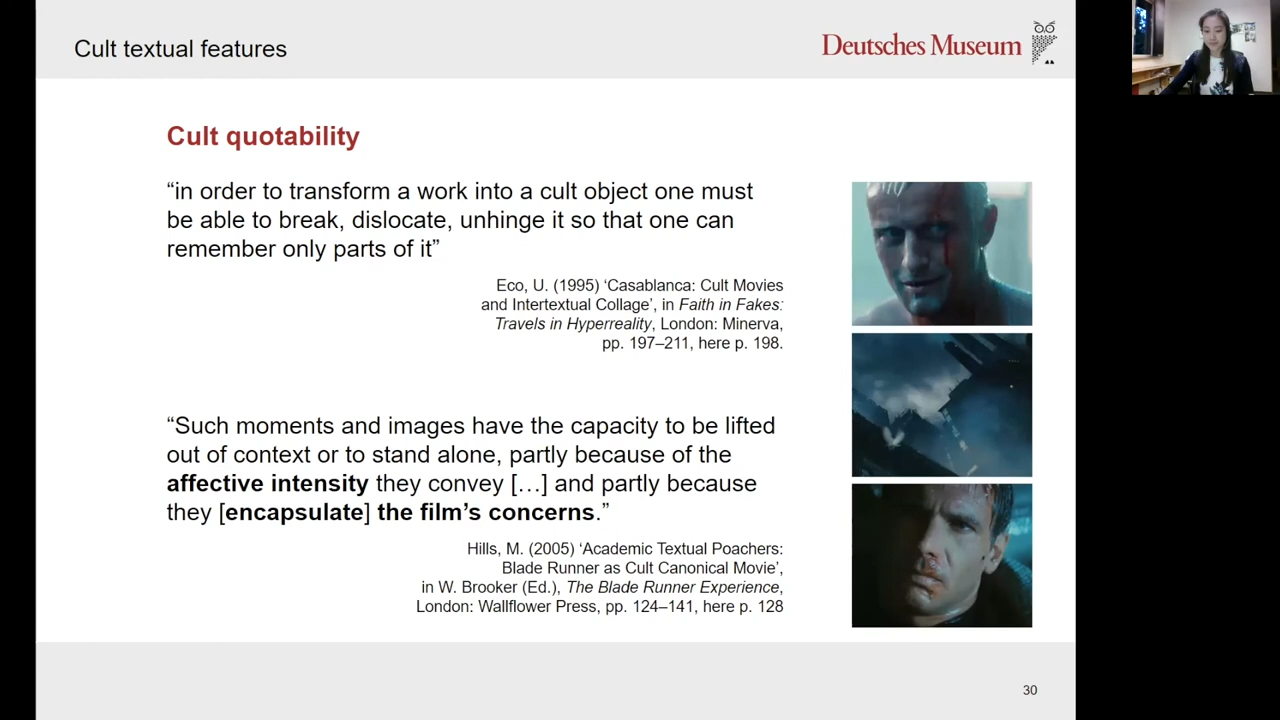 Cult textual features
Deutsches Museum
Cult quotability
“in order to transform a work into a cult object one must
be able to break, dislocate, unhinge it so that one can
remember only parts of it”
Eco, U. (1995) ‘Casablanca: Cult Movies
and Intertextual Collage’, in Faith in Fakes:
Travels in Hyperreality, London: Minerva,
pp. 197–211, here p. 198.
“Such moments and images have the capacity to be lifted
out of context or to stand alone, partly because of the
affective intensity they convey […] and partly because
they [encapsulate] the film’s concerns.”
Hills, M. (2005) ‘Academic Textual Poachers:
Blade Runner as Cult Canonical Movie’,
in W. Brooker (Ed.), The Blade Runner Experience,
London: Wallflower Press, pp. 124–141, here p. 128
30